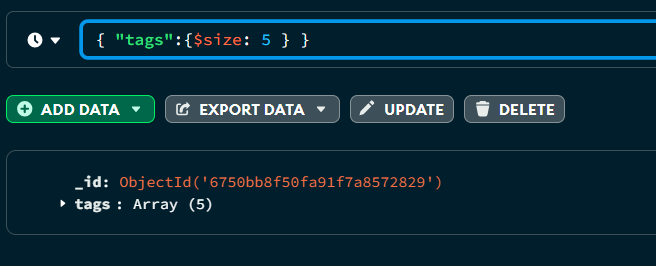 { "tags":{$size: 5 } }
ADD DATA EXPORT DATA UPDATE DELETE
_id: ObjectId('6750bb8f50fa91f7a8572829')
tags : Array (5)